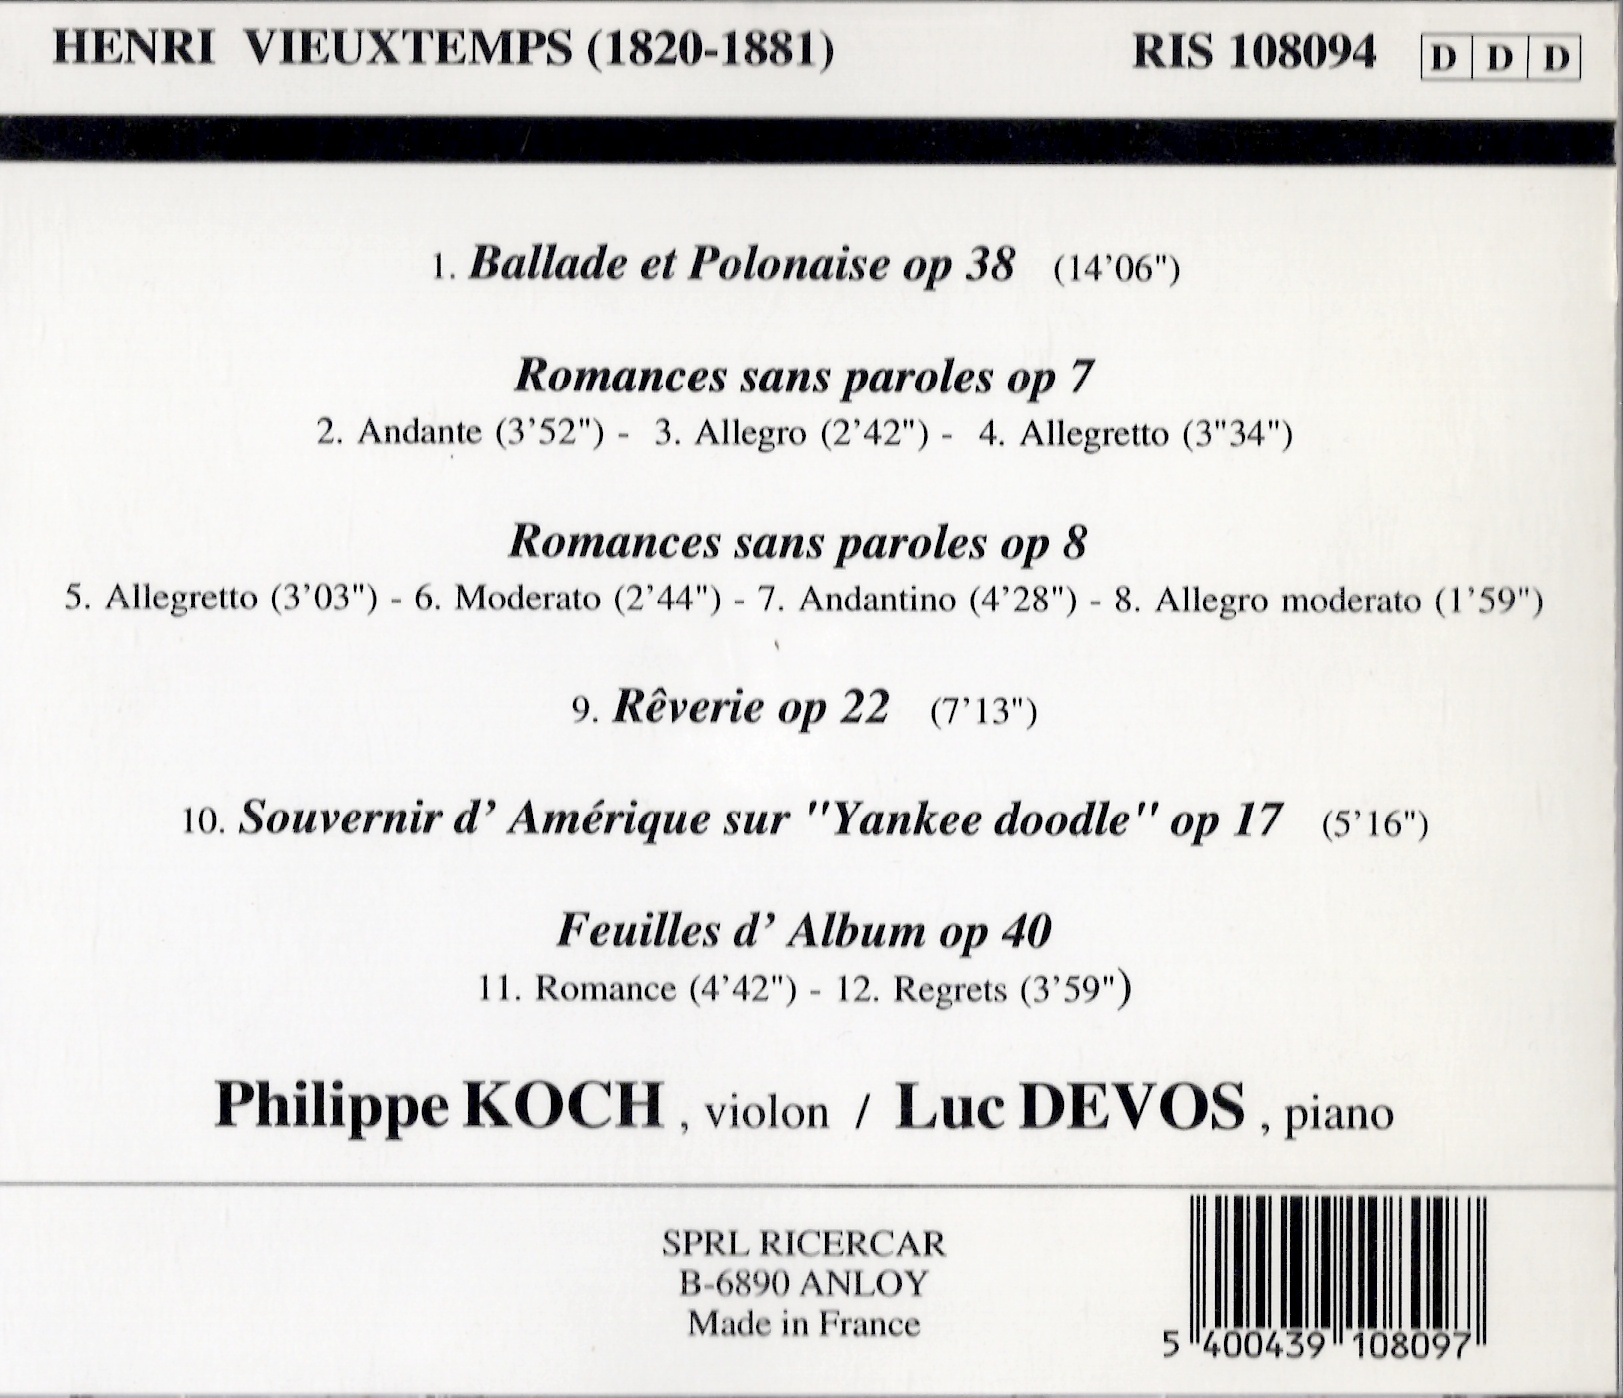 HENRI VIEUXTEMPS (1820-1881) RIS 108094 D D D
1. Ballade et Polonaise op 38 (14'06")
Romances sans paroles op 7
2. Andante (3'52") - 3. Allegro (2'42") - 4. Allegretto (3"34")
Romances sans paroles op 8
5. Allegretto (3'03") - 6. Moderato (2'44") - 7. Andantino (4'28") - 8. Allegro moderato (1'59")
9. Rêverie op 22 (7'13")
10. Souvernir d' Amérique sur "Yankee doodle" op 17 (5'16")
Feuilles d' Album op 40
11. Romance (4'42") - 12. Regrets (3'59")
Philippe KOCH , violon / Luc DEVOS , piano
SPRL RICERCAR
B-6890 ANLOY
Made in France
5 400439 108097